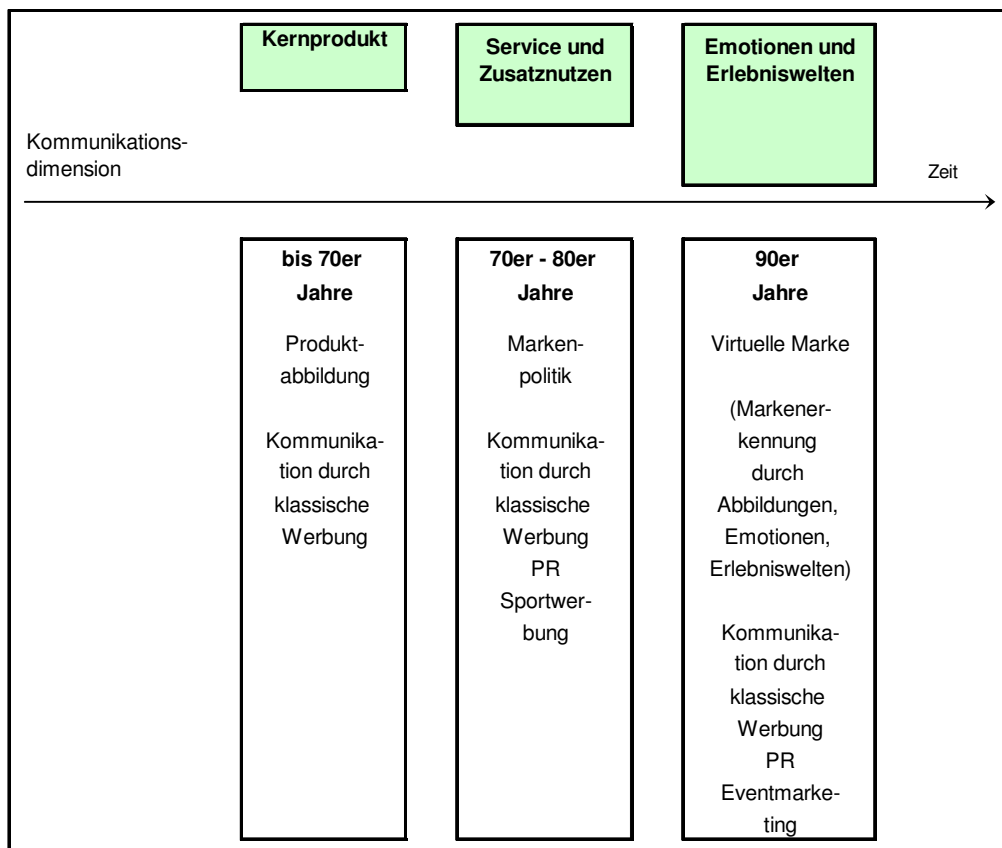 Kernprodukt
Service und
Zusatznutzen
Emotionen und
Erlebniswelten
Kommunikations-
dimension
Zeit
bis 70er
Jahre
Produkt-
abbildung
Kommunika-
tion durch
klassische
Werbung
70er - 80er
Jahre
Marken-
politik
Kommunika-
tion durch
klassische
Werbung
PR
Sportwer-
bung
90er
Jahre
Virtuelle Marke
(Markener-
kennung
durch
Abbildungen,
Emotionen,
Erlebniswelten)
Kommunika-
tion durch
klassische
Werbung
PR
Eventmarke-
ting